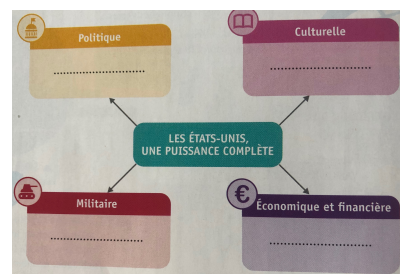 Politique
..............................
Culturelle
..............................
LES ÉTATS-UNIS,
UNE PUISSANCE COMPLÈTE
Militaire
..............................
€
Économique et financière
..............................